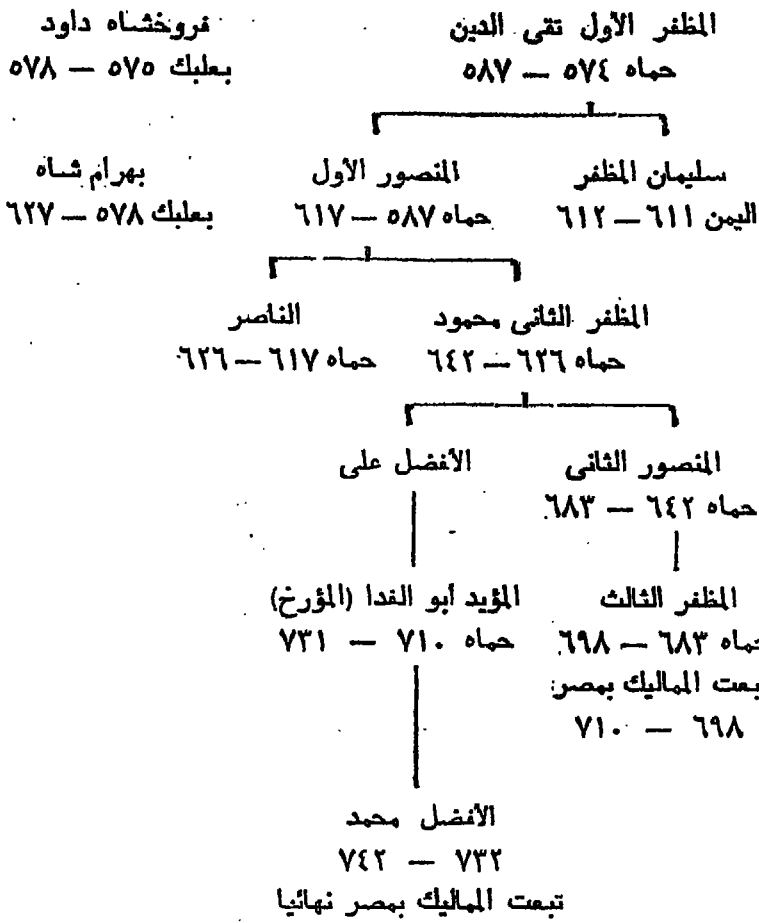 المظفر الأول تقى الدين فروخشاه داود
حماه ٥٧٤ — ٥٨٧ بعلبك ٥٧٥ — ٥٧٨
سليمان المظفر المنصور الأول بهرام شاه
اليمن ٦١١ — ٦١٢ حماه ٥٨٧ — ٦١٧ بعلبك ٥٧٨ — ٦٢٧
المظفر الثانى محمود الناصر
حماه ٦٢٦ — ٦٤٢ حماه ٦١٧ — ٦٢٦
المنصور الثانى الأفضل على
حماه ٦٤٢ — ٦٨٣
المظفر الثالث المؤيد أبو الفدا (المؤرخ)
حماه ٦٨٣ — ٦٩٨ حماه ٧١٠ — ٧٣١
المماليك بمصر
٦٩٨ — ٧١٠
الأفضل محمد
٧٣٢ — ٧٤٢
تبعت المماليك بمصر نهائيا